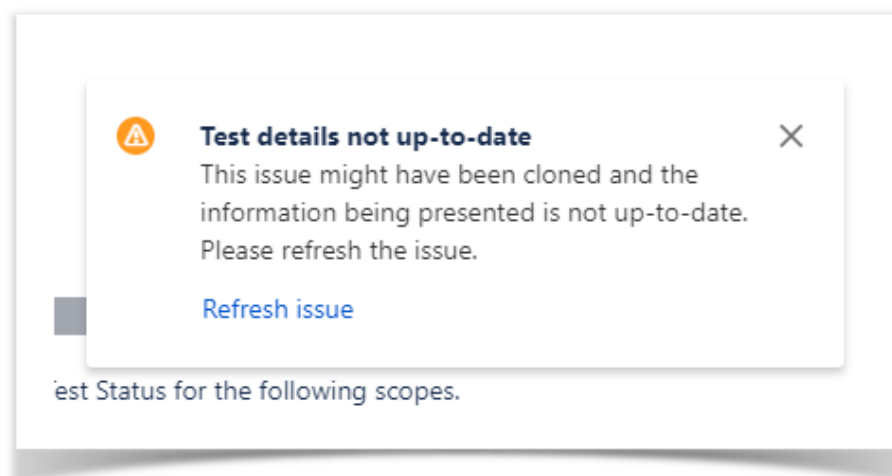 Test details not up-to-date
This issue might have been cloned and the
information being presented is not up-to-date.
Please refresh the issue.
Refresh issue
est Status for the following scopes.